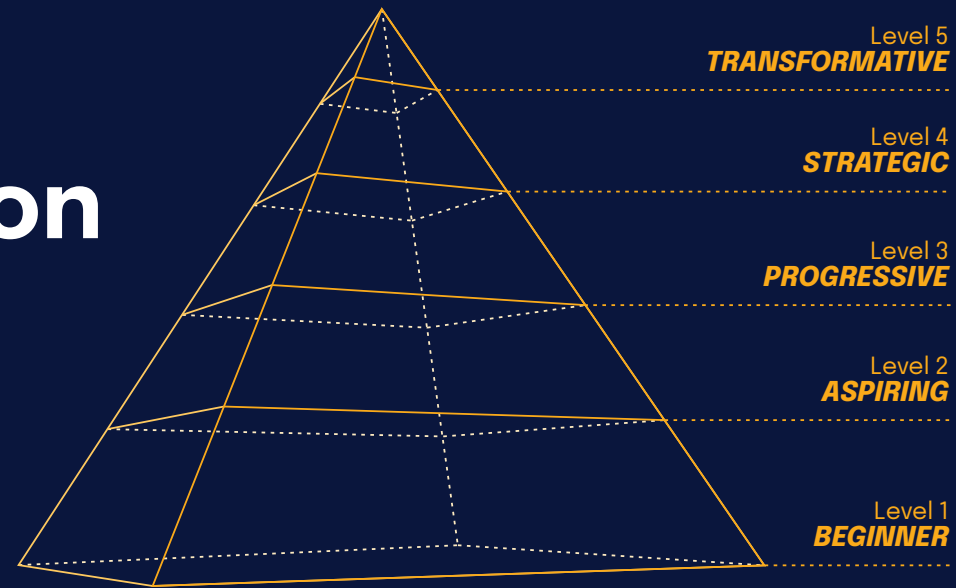 Level 5
TRANSFORMATIVE
Level 4
STRATEGIC
on
Level 3
PROGRESSIVE
Level 2
ASPIRING
Level 1
BEGINNER